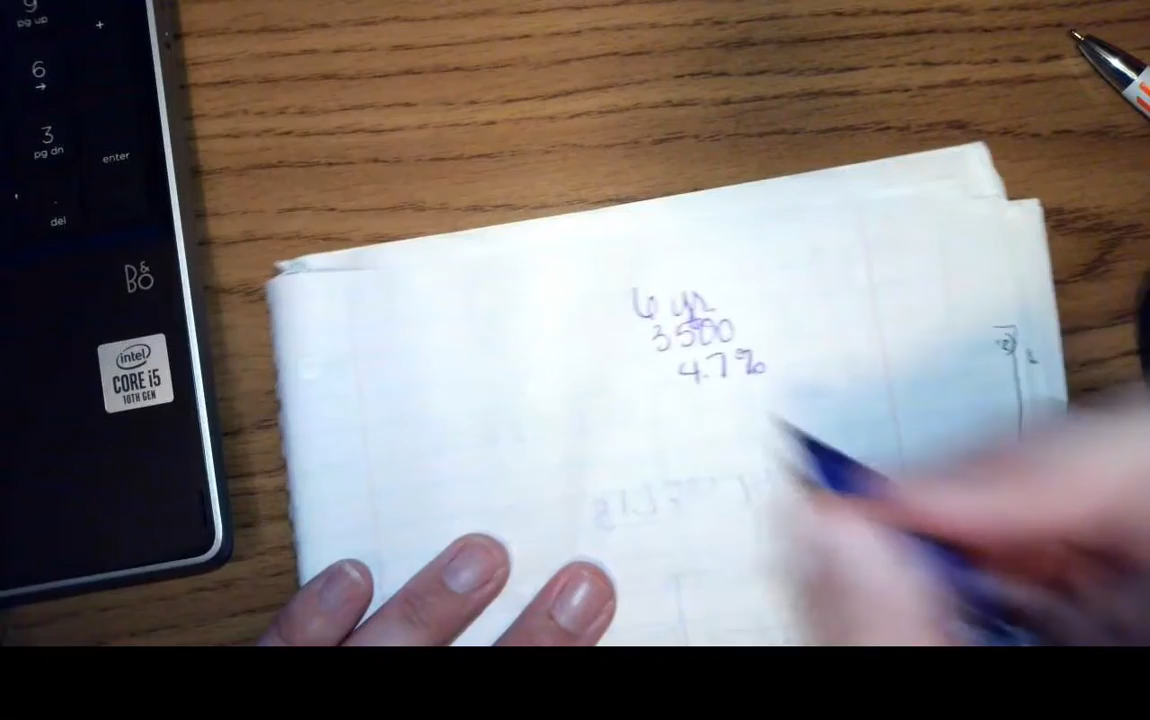 9
pg up
+
6
→
3
pg dn
enter
.
del
B&O
intel
CORE i5
10TH GEN
6 yr
3500
4.7%